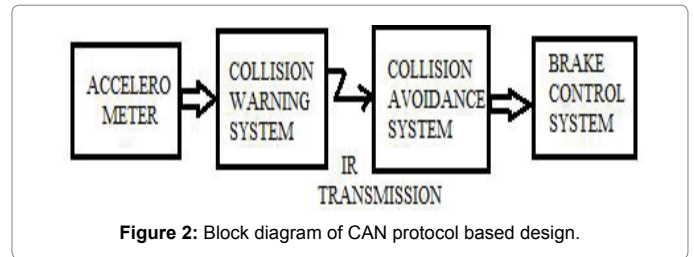 ACCELERO
METER
COLLISION
WARNING
SYSTEM
IR
TRANSMISSION
COLLISION
AVOIDANCE
SYSTEM
BRAKE
CONTROL
SYSTEM
Figure 2: Block diagram of CAN protocol based design.